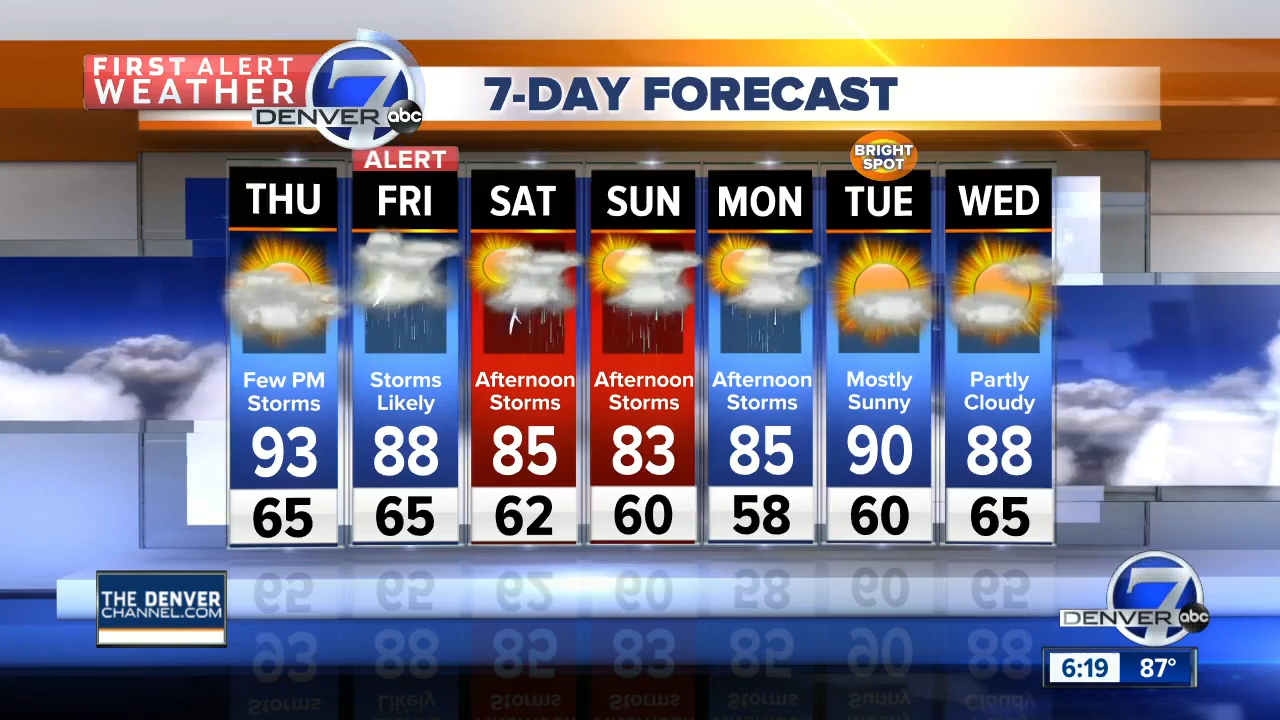 FIRST ALERT
WEATHER
7
DENVER abc
7-DAY FORECAST
ALERT
BRIGHT
SPOT
THU FRI SAT SUN MON TUE WED
Few PM Storms Afternoon Afternoon Afternoon Mostly Partly
Storms Likely Storms Storms Storms Sunny Cloudy
93 88 85 83 85 90 88
65 65 62 60 58 60 65
THE DENVER
CHANNEL.COM
7
DENVER abc
6:19 87°